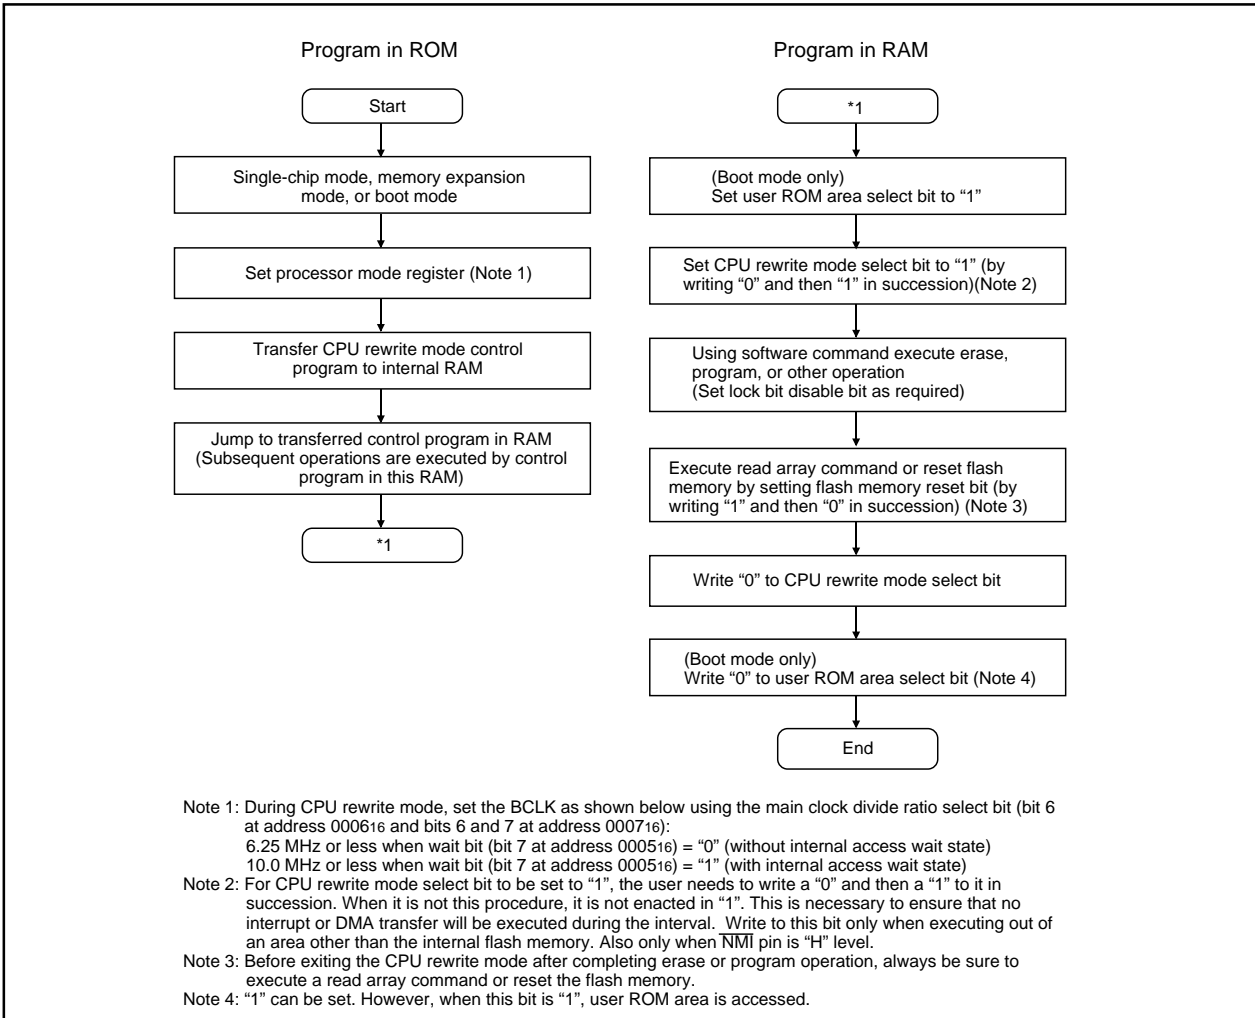 Program in ROM
Start
Single-chip mode, memory expansion
mode, or boot mode
Set processor mode register (Note 1)
Transfer CPU rewrite mode control
program to internal RAM
Jump to transferred control program in RAM
(Subsequent operations are executed by control
program in this RAM)
*1
Program in RAM
*1
(Boot mode only)
Set user ROM area select bit to “1”
Set CPU rewrite mode select bit to “1” (by
writing “0” and then “1” in succession)(Note 2)
Using software command execute erase,
program, or other operation
(Set lock bit disable bit as required)
Execute read array command or reset flash
memory by setting flash memory reset bit (by
writing “1” and then “0” in succession) (Note 3)
Write “0” to CPU rewrite mode select bit
(Boot mode only)
Write “0” to user ROM area select bit (Note 4)
End
Note 1: During CPU rewrite mode, set the BCLK as shown below using the main clock divide ratio select bit (bit 6
at address 000616 and bits 6 and 7 at address 000716):
6.25 MHz or less when wait bit (bit 7 at address 000516) = “0” (without internal access wait state)
10.0 MHz or less when wait bit (bit 7 at address 000516) = “1” (with internal access wait state)
Note 2: For CPU rewrite mode select bit to be set to “1”, the user needs to write a “0” and then a “1” to it in
succession. When it is not this procedure, it is not enacted in “1”. This is necessary to ensure that no
interrupt or DMA transfer will be executed during the interval. Write to this bit only when executing out of
an area other than the internal flash memory. Also only when NMI pin is “H” level.
Note 3: Before exiting the CPU rewrite mode after completing erase or program operation, always be sure to
execute a read array command or reset the flash memory.
Note 4: “1” can be set. However, when this bit is “1”, user ROM area is accessed.